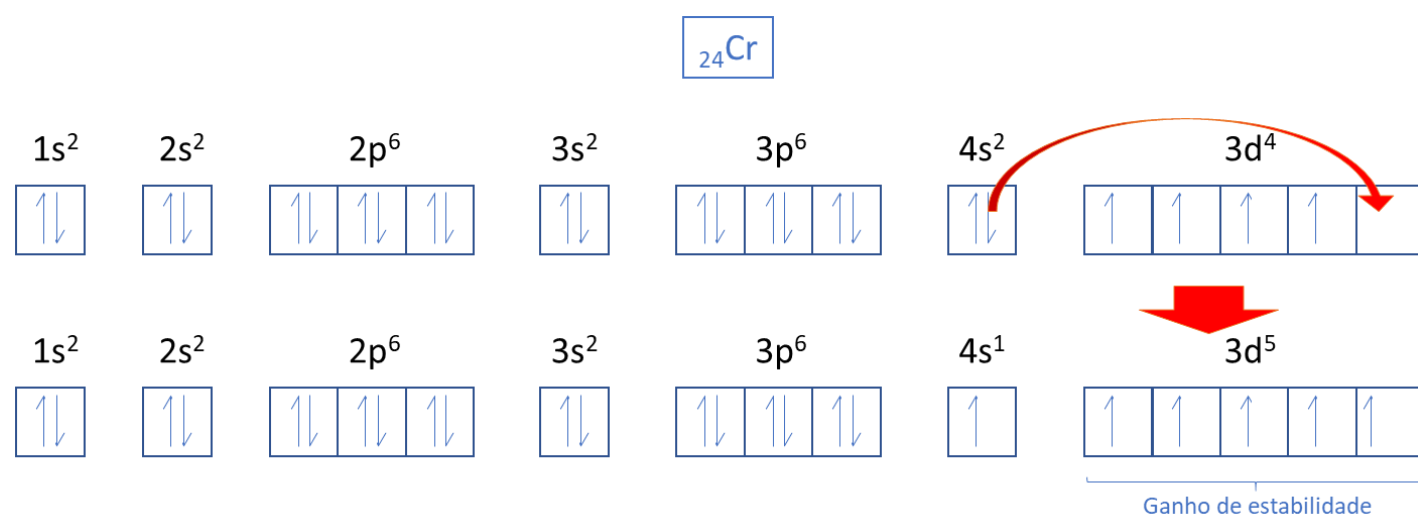 ₂₄Cr
1s² 2s² 2p⁶ 3s² 3p⁶ 4s² 3d⁴
1s² 2s² 2p⁶ 3s² 3p⁶ 4s¹ 3d⁵
Ganho de estabilidade